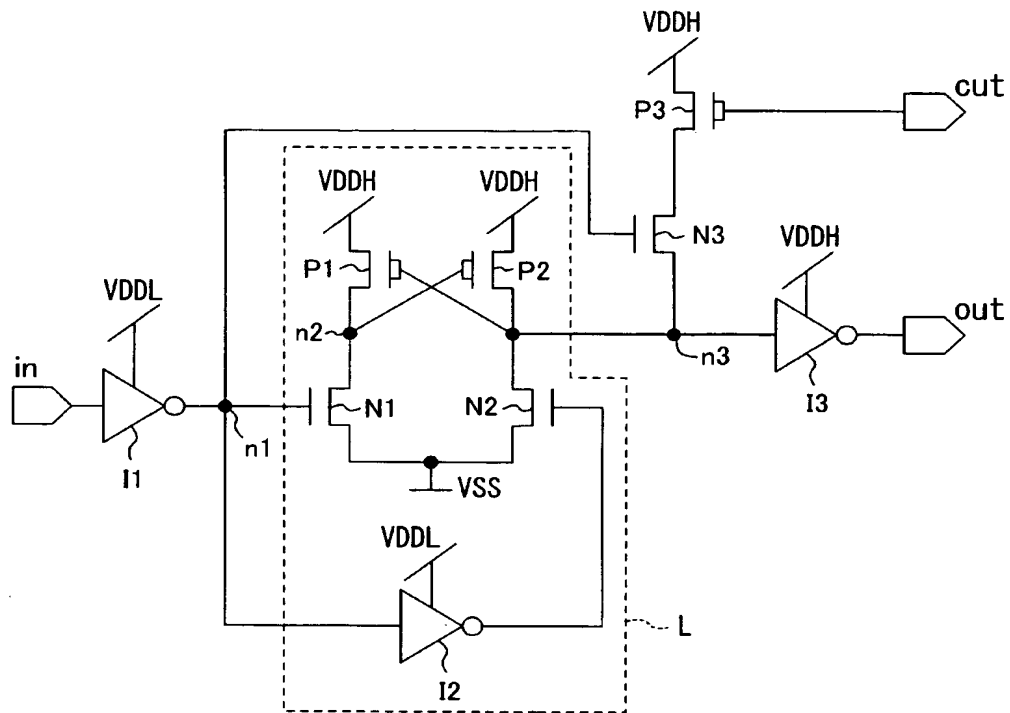 VDDH
cut
P3
VDDH
VDDH
N3
VDDH
P1
P2
VDDL
n2
n3
out
in
N1
N2
I3
n1
I1
VSS
VDDL
L
I2